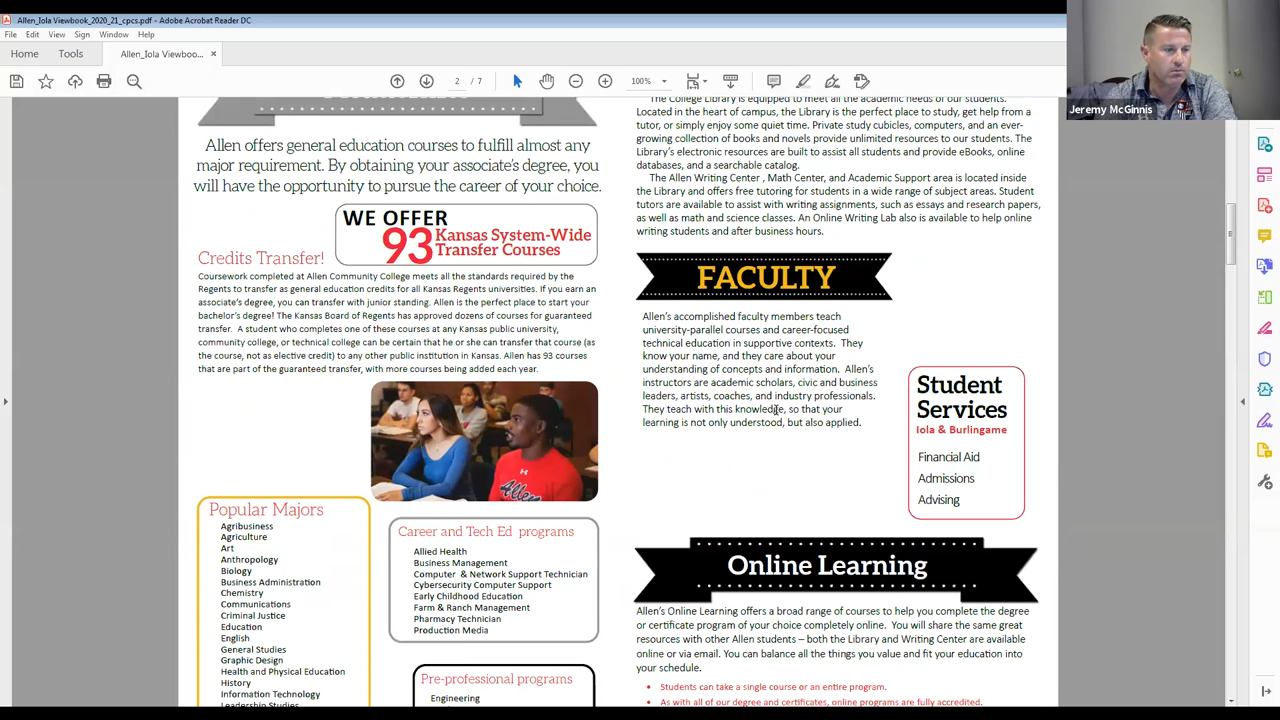 Allen_Iola Viewbook_2020_21_cpcs.pdf - Adobe Acrobat Reader DC
File Edit View Sign Window Help
Home Tools Allen_Iola Viewboo... ×
2 / 7 100%
Jeremy McGinnis
Allen offers general education courses to fulfill almost any
major requirement. By obtaining your associate's degree, you
will have the opportunity to pursue the career of your choice.
WE OFFER
93 Kansas System-Wide
Transfer Courses
Credits Transfer!
Coursework completed at Allen Community College meets all the standards required by the
Regents to transfer as general education credits for all Kansas Regents universities. If you earn an
associate's degree, you can transfer with junior standing. Allen is the perfect place to start your
bachelor's degree! The Kansas Board of Regents has approved dozens of courses for guaranteed
transfer. A student who completes one of these courses at any Kansas public university,
community college, or technical college can be certain that he or she can transfer that course (as
the course, not as elective credit) to any other public institution in Kansas. Allen has 93 courses
that are part of the guaranteed transfer, with more courses being added each year.
Allen
Popular Majors
Agribusiness
Agriculture
Art
Anthropology
Biology
Business Administration
Chemistry
Communications
Criminal Justice
Education
English
General Studies
Graphic Design
Health and Physical Education
History
Information Technology
Leadership Studies
Career and Tech Ed programs
Allied Health
Business Management
Computer & Network Support Technician
Cybersecurity Computer Support
Early Childhood Education
Farm & Ranch Management
Pharmacy Technician
Production Media
Pre-professional programs
Engineering
The College Library is equipped to meet all the academic needs of our students.
Located in the heart of campus, the Library is the perfect place to study, get help from a
tutor, or simply enjoy some quiet time. Private study cubicles, computers, and an ever-
growing collection of books and novels provide unlimited resources to our students. The
Library's electronic resources are built to assist all students and provide eBooks, online
databases, and a searchable catalog.
The Allen Writing Center , Math Center, and Academic Support area is located inside
the Library and offers free tutoring for students in a wide range of subject areas. Student
tutors are available to assist with writing assignments, such as essays and research papers,
as well as math and science classes. An Online Writing Lab also is available to help online
writing students and after business hours.
FACULTY
Allen's accomplished faculty members teach
university-parallel courses and career-focused
technical education in supportive contexts. They
know your name, and they care about your
understanding of concepts and information. Allen's
instructors are academic scholars, civic and business
leaders, artists, coaches, and industry professionals.
They teach with this knowledge, so that your
learning is not only understood, but also applied.
Student
Services
Iola & Burlingame
Financial Aid
Admissions
Advising
Online Learning
Allen's Online Learning offers a broad range of courses to help you complete the degree
or certificate program of your choice completely online. You will share the same great
resources with other Allen students – both the Library and Writing Center are available
online or via email. You can balance all the things you value and fit your education into
your schedule.
• Students can take a single course or an entire program.
• As with all of our degree and certificates, online programs are fully accredited.